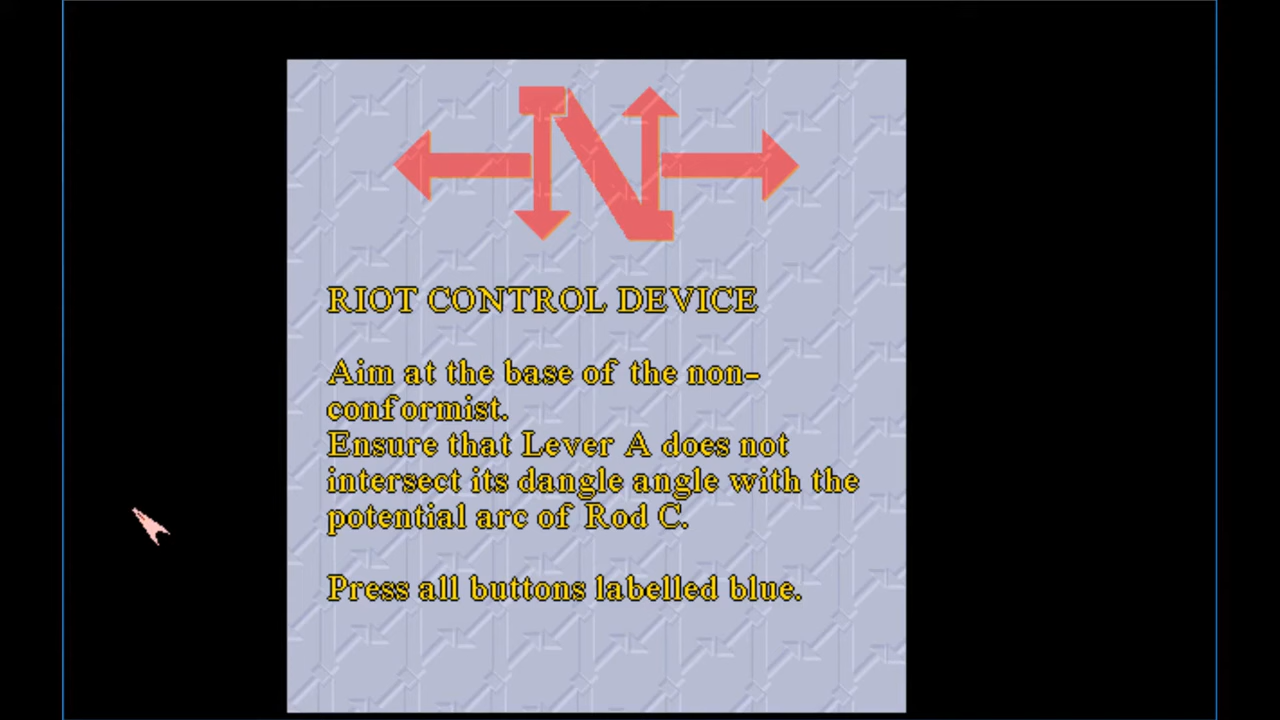 N
RIOT CONTROL DEVICE
Aim at the base of the non-
conformist.
Ensure that Lever A does not
intersect its dangle angle with the
potential arc of Rod C.
Press all buttons labelled blue.